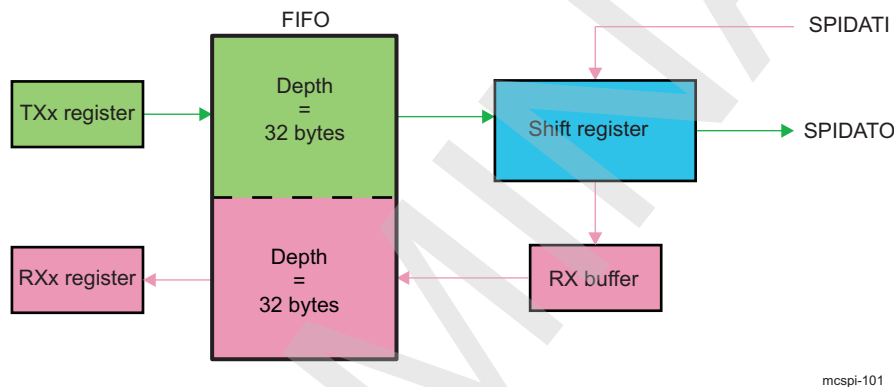 FIFO
SPIDATI
TXx register
Depth
=
32 bytes
Shift register
SPIDATO
RXx register
Depth
=
32 bytes
RX buffer
mcspi-101